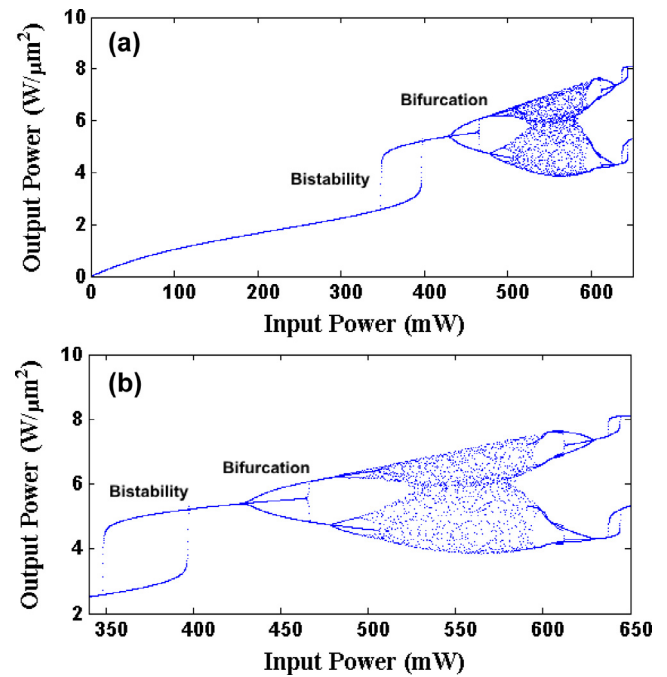 (a)
Output Power (W/μm²)
10
8
6
4
2
0
Bifurcation
Bistability
0 100 200 300 400 500 600
Input Power (mW)
(b)
Output Power (W/μm²)
10
8
6
4
2
Bifurcation
Bistability
350 400 450 500 550 600 650
Input Power (mW)